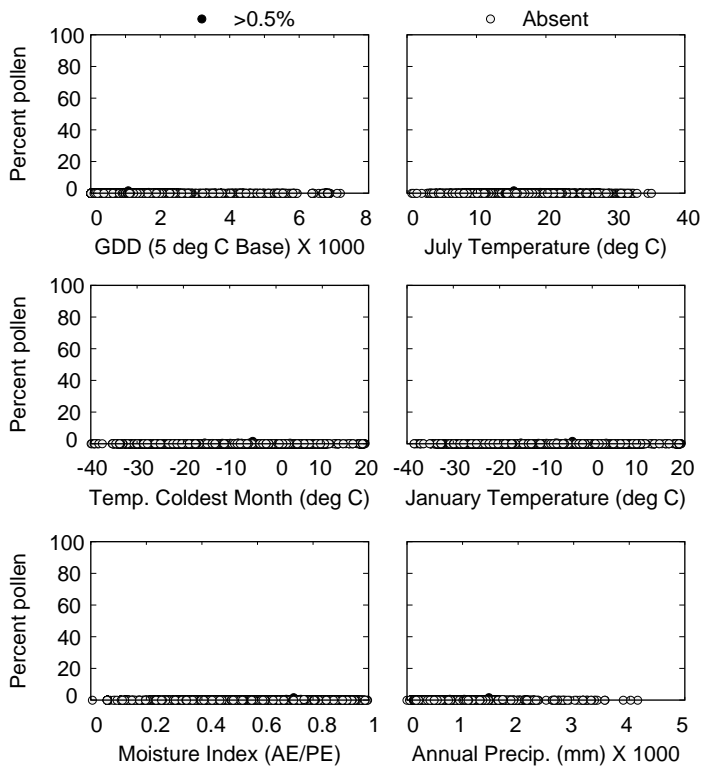 >0.5% Absent
100
80
60
40
20
0
Percent pollen
0 2 4 6 8
GDD (5 deg C Base) X 1000
0 10 20 30 40
July Temperature (deg C)
100
80
60
40
20
0
Percent pollen
-40 -30 -20 -10 0 10 20
Temp. Coldest Month (deg C)
-40 -30 -20 -10 0 10 20
January Temperature (deg C)
100
80
60
40
20
0
Percent pollen
0 0.2 0.4 0.6 0.8 1
Moisture Index (AE/PE)
0 1 2 3 4 5
Annual Precip. (mm) X 1000